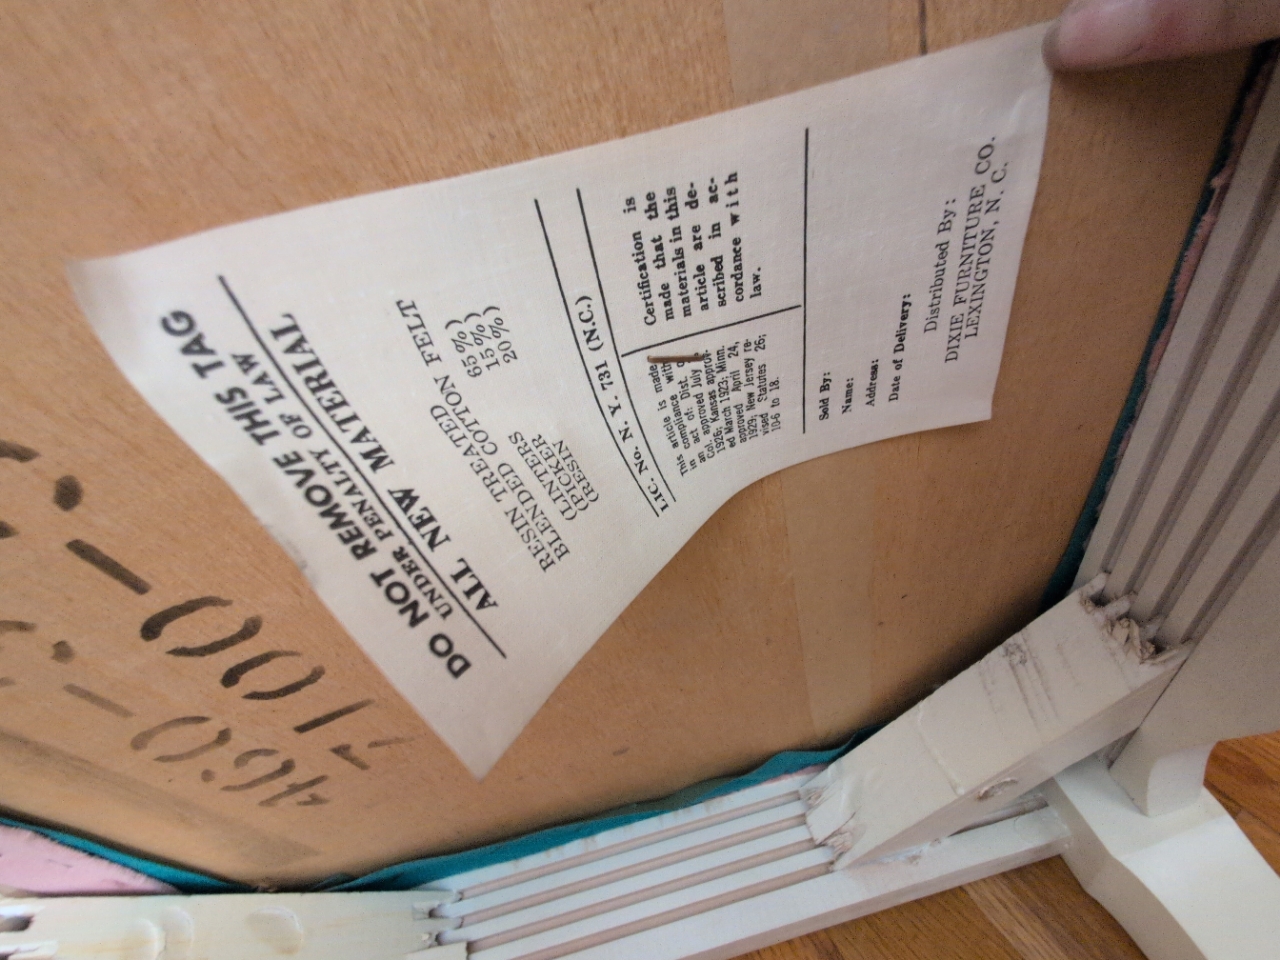 DO NOT REMOVE THIS TAG
UNDER PENALTY OF LAW
ALL NEW MATERIAL
RESIN TREATED
BLENDED COTTON FELT
(LINTERS 65%)
(PICKER 15%)
(RESIN 20%)
LIC. No. N. Y. 731 (N.C.)
This article is made
in compliance with
an act of: Dist. of
Col. approved July
1926; Kansas approv-
ed March 1923; Minn.
approved April 24,
1929; New Jersey re-
vised Statutes 26;
10-6 to 18.
Certification is
made that the
materials in this
article are de-
scribed in ac-
cordance with
law.
Sold By:
Name:
Address:
Date of Delivery:
Distributed By:
DIXIE FURNITURE CO.
LEXINGTON, N. C.